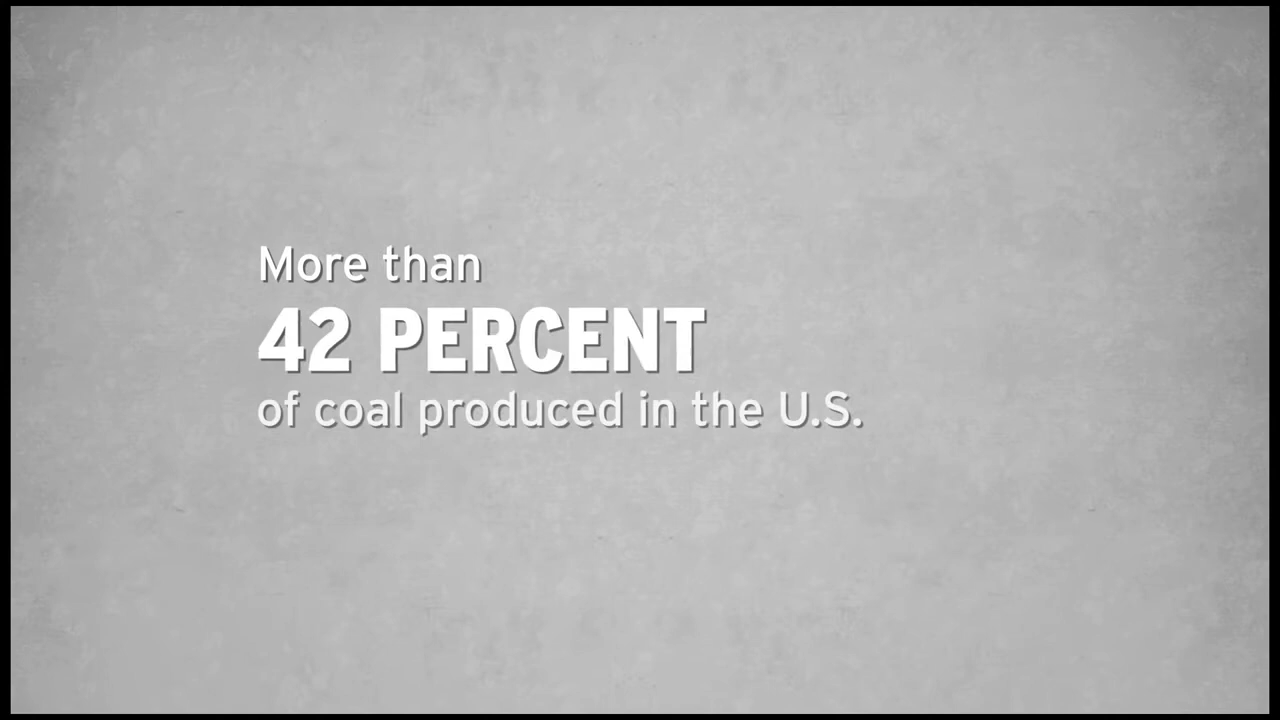 More than
42 PERCENT
of coal produced in the U.S.